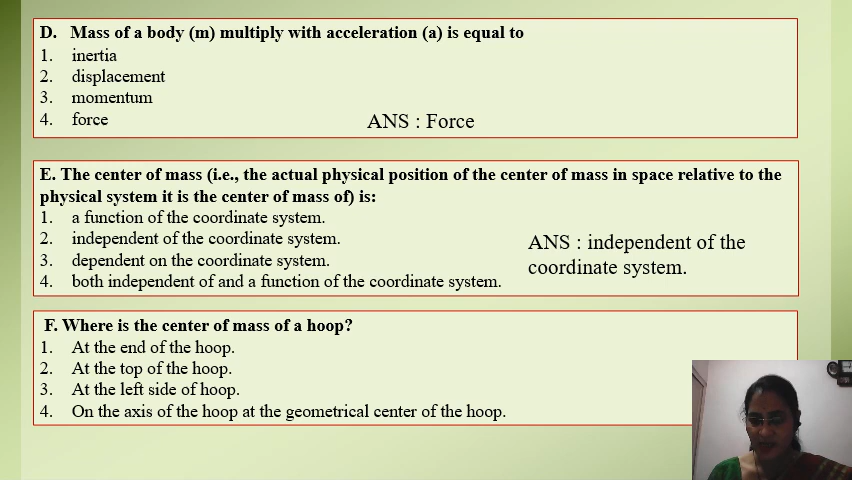 D. Mass of a body (m) multiply with acceleration (a) is equal to
1. inertia
2. displacement
3. momentum
4. force
ANS : Force
E. The center of mass (i.e., the actual physical position of the center of mass in space relative to the
physical system it is the center of mass of) is:
1. a function of the coordinate system.
2. independent of the coordinate system.
3. dependent on the coordinate system.
4. both independent of and a function of the coordinate system.
ANS : independent of the
coordinate system.
F. Where is the center of mass of a hoop?
1. At the end of the hoop.
2. At the top of the hoop.
3. At the left side of hoop.
4. On the axis of the hoop at the geometrical center of the hoop.